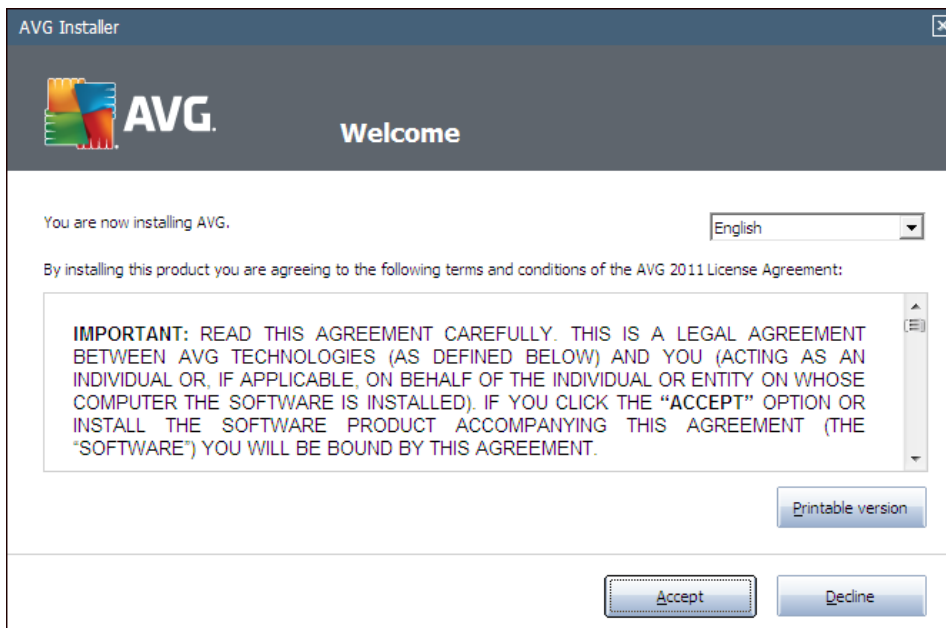 AVG Installer
AVG.
Welcome
You are now installing AVG.
English
By installing this product you are agreeing to the following terms and conditions of the AVG 2011 License Agreement:
IMPORTANT: READ THIS AGREEMENT CAREFULLY. THIS IS A LEGAL AGREEMENT
BETWEEN AVG TECHNOLOGIES (AS DEFINED BELOW) AND YOU (ACTING AS AN
INDIVIDUAL OR, IF APPLICABLE, ON BEHALF OF THE INDIVIDUAL OR ENTITY ON WHOSE
COMPUTER THE SOFTWARE IS INSTALLED). IF YOU CLICK THE “ACCEPT” OPTION OR
INSTALL THE SOFTWARE PRODUCT ACCOMPANYING THIS AGREEMENT (THE
“SOFTWARE”) YOU WILL BE BOUND BY THIS AGREEMENT.
Printable version
Accept
Decline